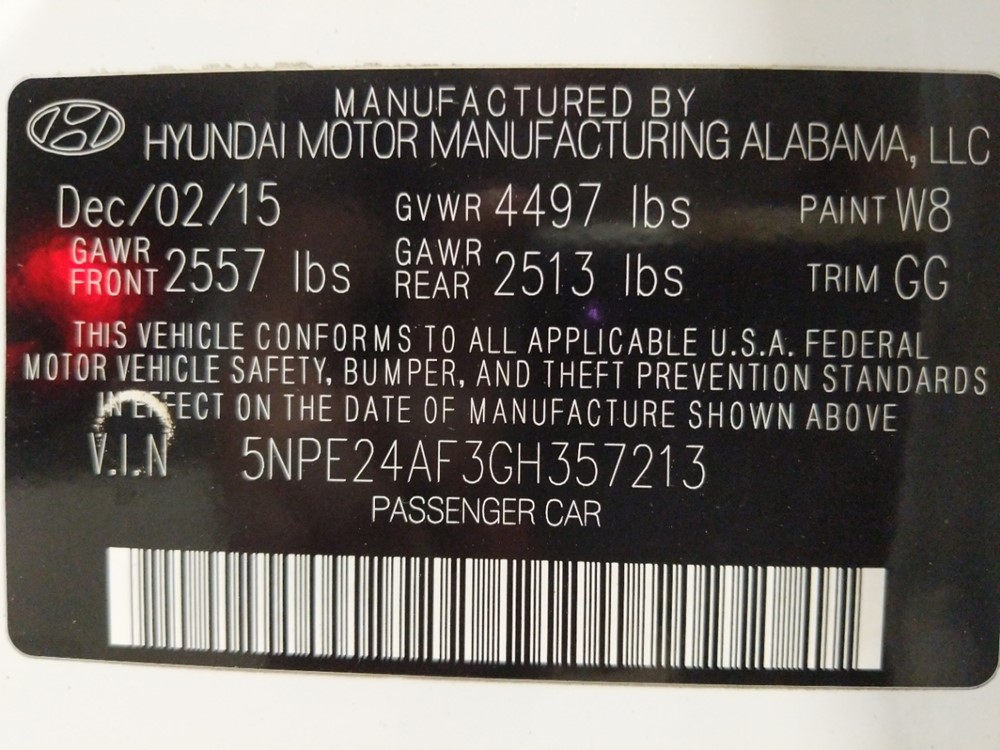 MANUFACTURED BY
HYUNDAI MOTOR MANUFACTURING ALABAMA, LLC
Dec/02/15 GVWR 4497 lbs PAINT W8
GAWR FRONT 2557 lbs GAWR REAR 2513 lbs TRIM GG
THIS VEHICLE CONFORMS TO ALL APPLICABLE U.S.A. FEDERAL
MOTOR VEHICLE SAFETY, BUMPER, AND THEFT PREVENTION STANDARDS
IN EFFECT ON THE DATE OF MANUFACTURE SHOWN ABOVE
V.I.N 5NPE24AF3GH357213
PASSENGER CAR